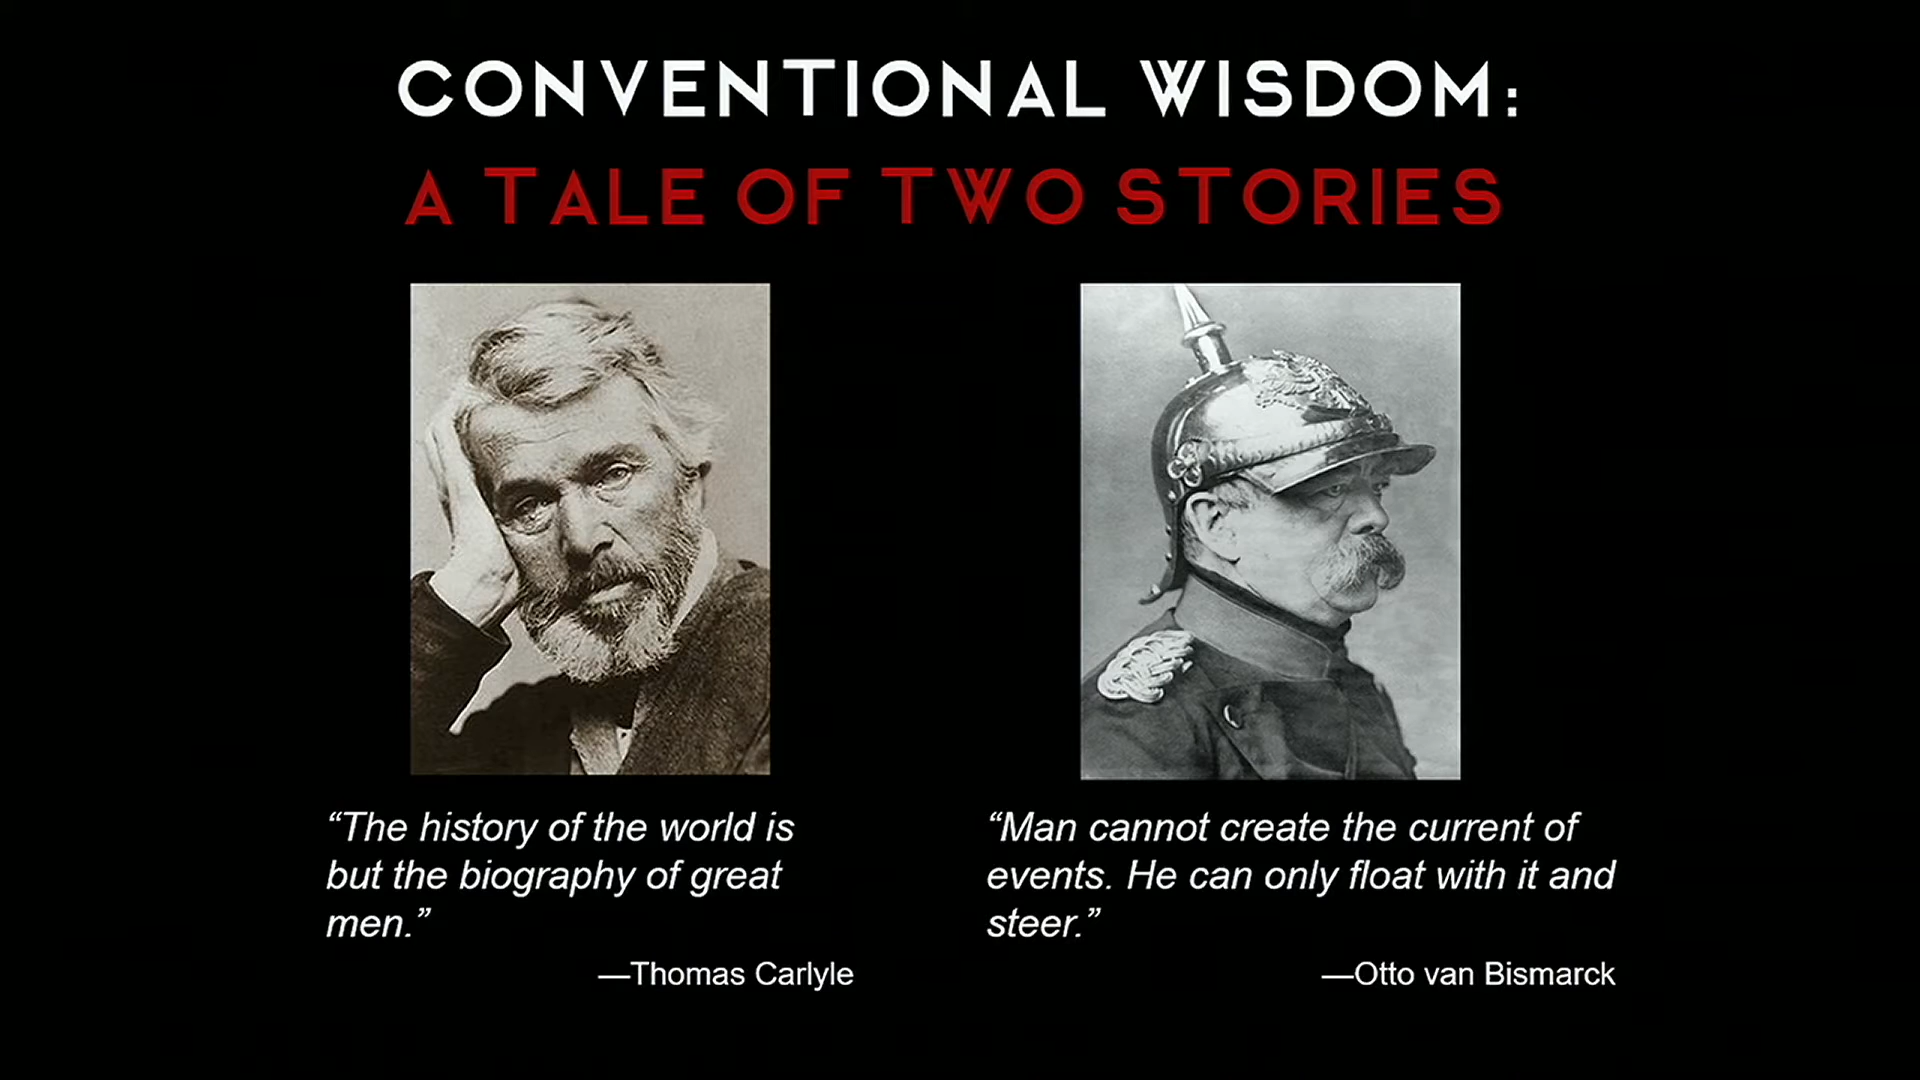 CONVENTIONAL WISDOM:
A TALE OF TWO STORIES
“The history of the world is
but the biography of great
men.”
—Thomas Carlyle
“Man cannot create the current of
events. He can only float with it and
steer.”
—Otto van Bismarck